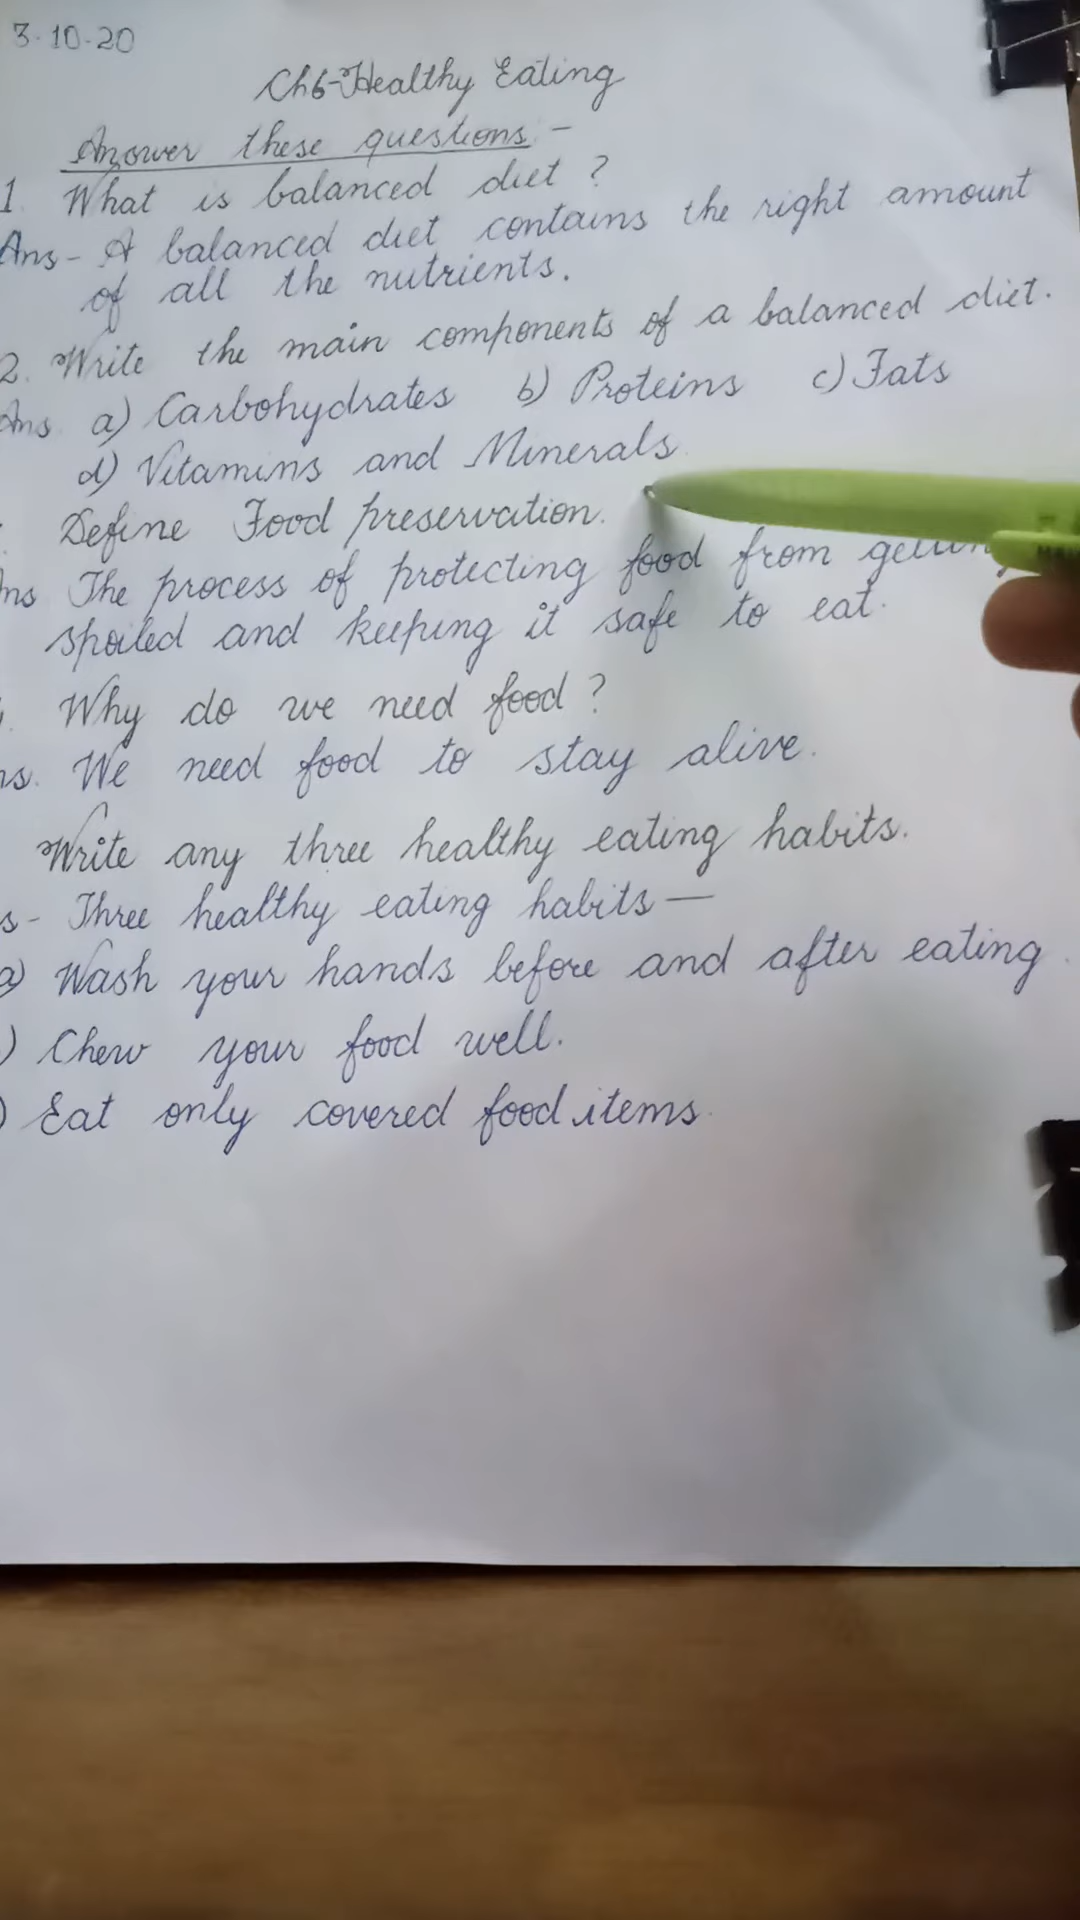 3-10-20
Ch6-Healthy Eating
Answer these questions:-
1. What is balanced diet?
Ans- A balanced diet contains the right amount
of all the nutrients.
2. Write the main components of a balanced diet.
Ans. a) Carbohydrates b) Proteins c) Fats
d) Vitamins and Minerals
Define Food preservation.
ns The process of protecting food from
spoiled and keeping it safe to eat.
Why do we need food?
ns. We need food to stay alive.
Write any three healthy eating habits.
s- Three healthy eating habits—
a) Wash your hands before and after eating.
) Chew your food well.
) Eat only covered food items.